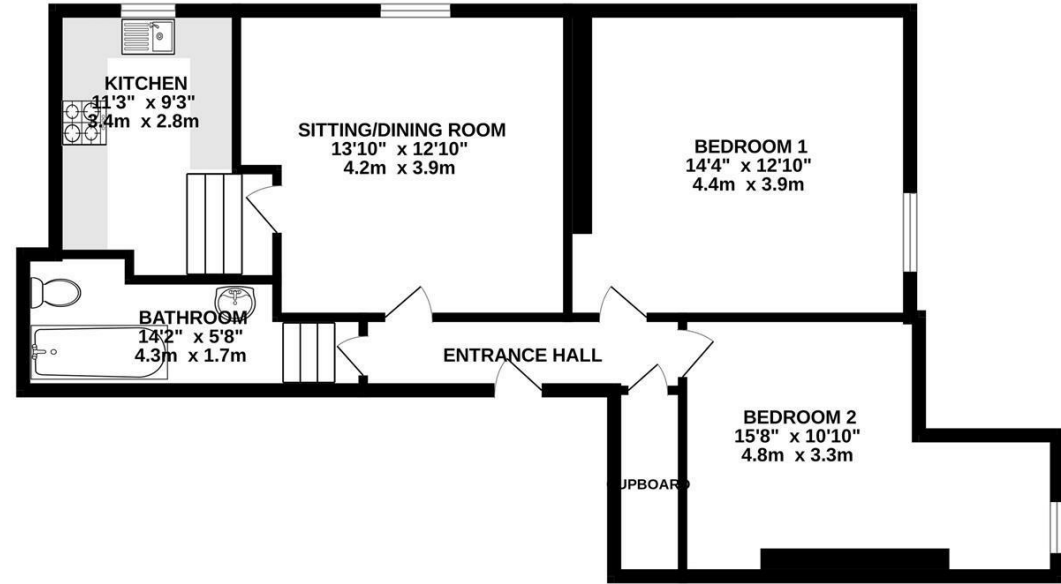 KITCHEN
11'3" x 9'3"
3.4m x 2.8m
SITTING/DINING ROOM
13'10" x 12'10"
4.2m x 3.9m
BEDROOM 1
14'4" x 12'10"
4.4m x 3.9m
BATHROOM
14'2" x 5'8"
4.3m x 1.7m
ENTRANCE HALL
BEDROOM 2
15'8" x 10'10"
4.8m x 3.3m
CUPBOARD